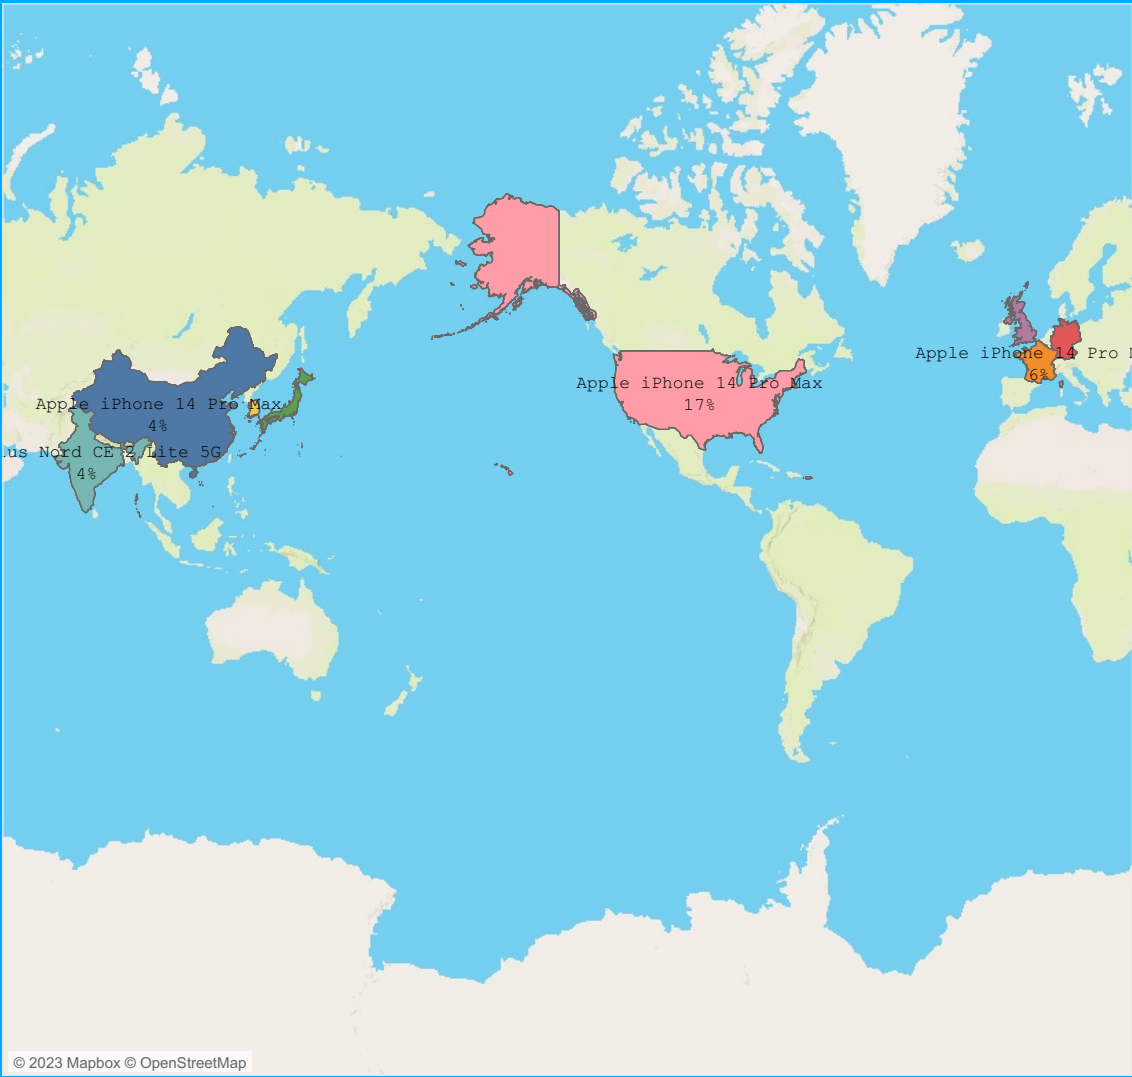 Apple iPhone 14 Pro
6%
Apple iPhone 14 Pro Max
17%
Apple iPhone 14 Pro Max
4%
lus Nord CE 2 Lite 5G
4%
© 2023 Mapbox © OpenStreetMap